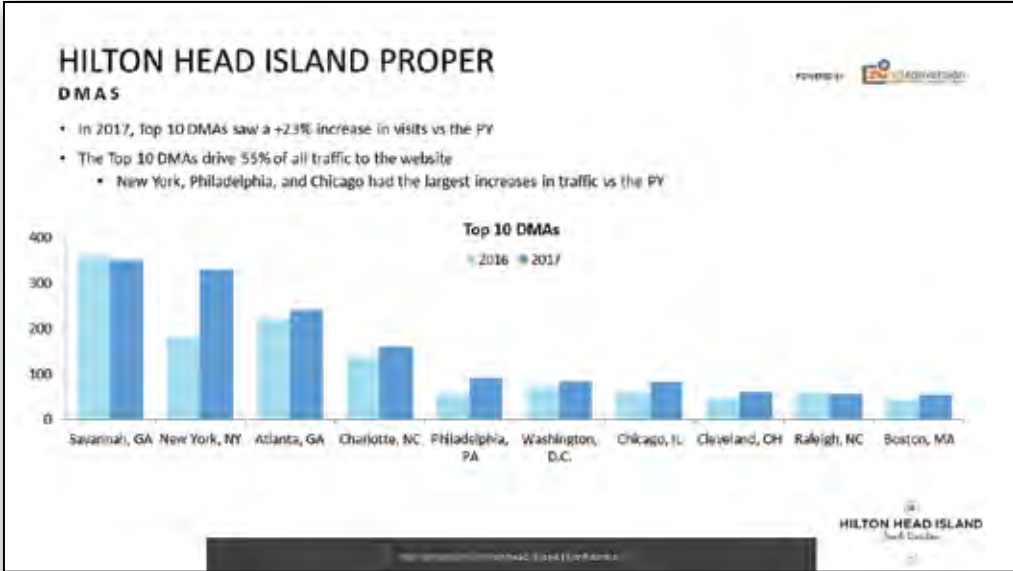 HILTON HEAD ISLAND PROPER
DMAS
POWERED BY
• In 2017, Top 10 DMAs saw a +23% increase in visits vs the PY
• The Top 10 DMAs drive 55% of all traffic to the website
• New York, Philadelphia, and Chicago had the largest increases in traffic vs the PY
Top 10 DMAs
2016 2017
400
300
200
100
0
Savannah, GA New York, NY Atlanta, GA Charlotte, NC Philadelphia, PA Washington, D.C. Chicago, IL Cleveland, OH Raleigh, NC Boston, MA
HILTON HEAD ISLAND
South Carolina